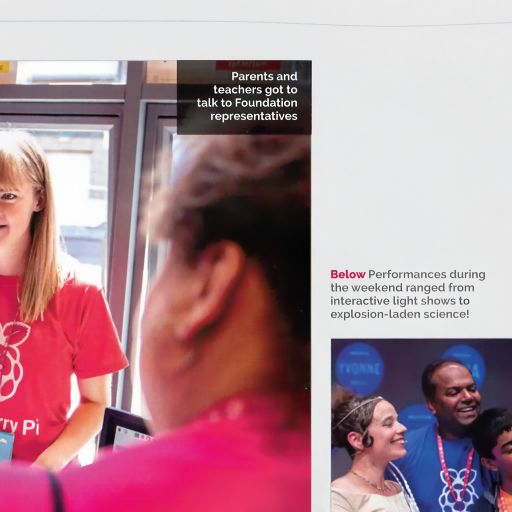 Parents and
teachers got to
talk to Foundation
representatives
Below Performances during
the weekend ranged from
interactive light shows to
explosion-laden science!
rry Pi
YVONNE